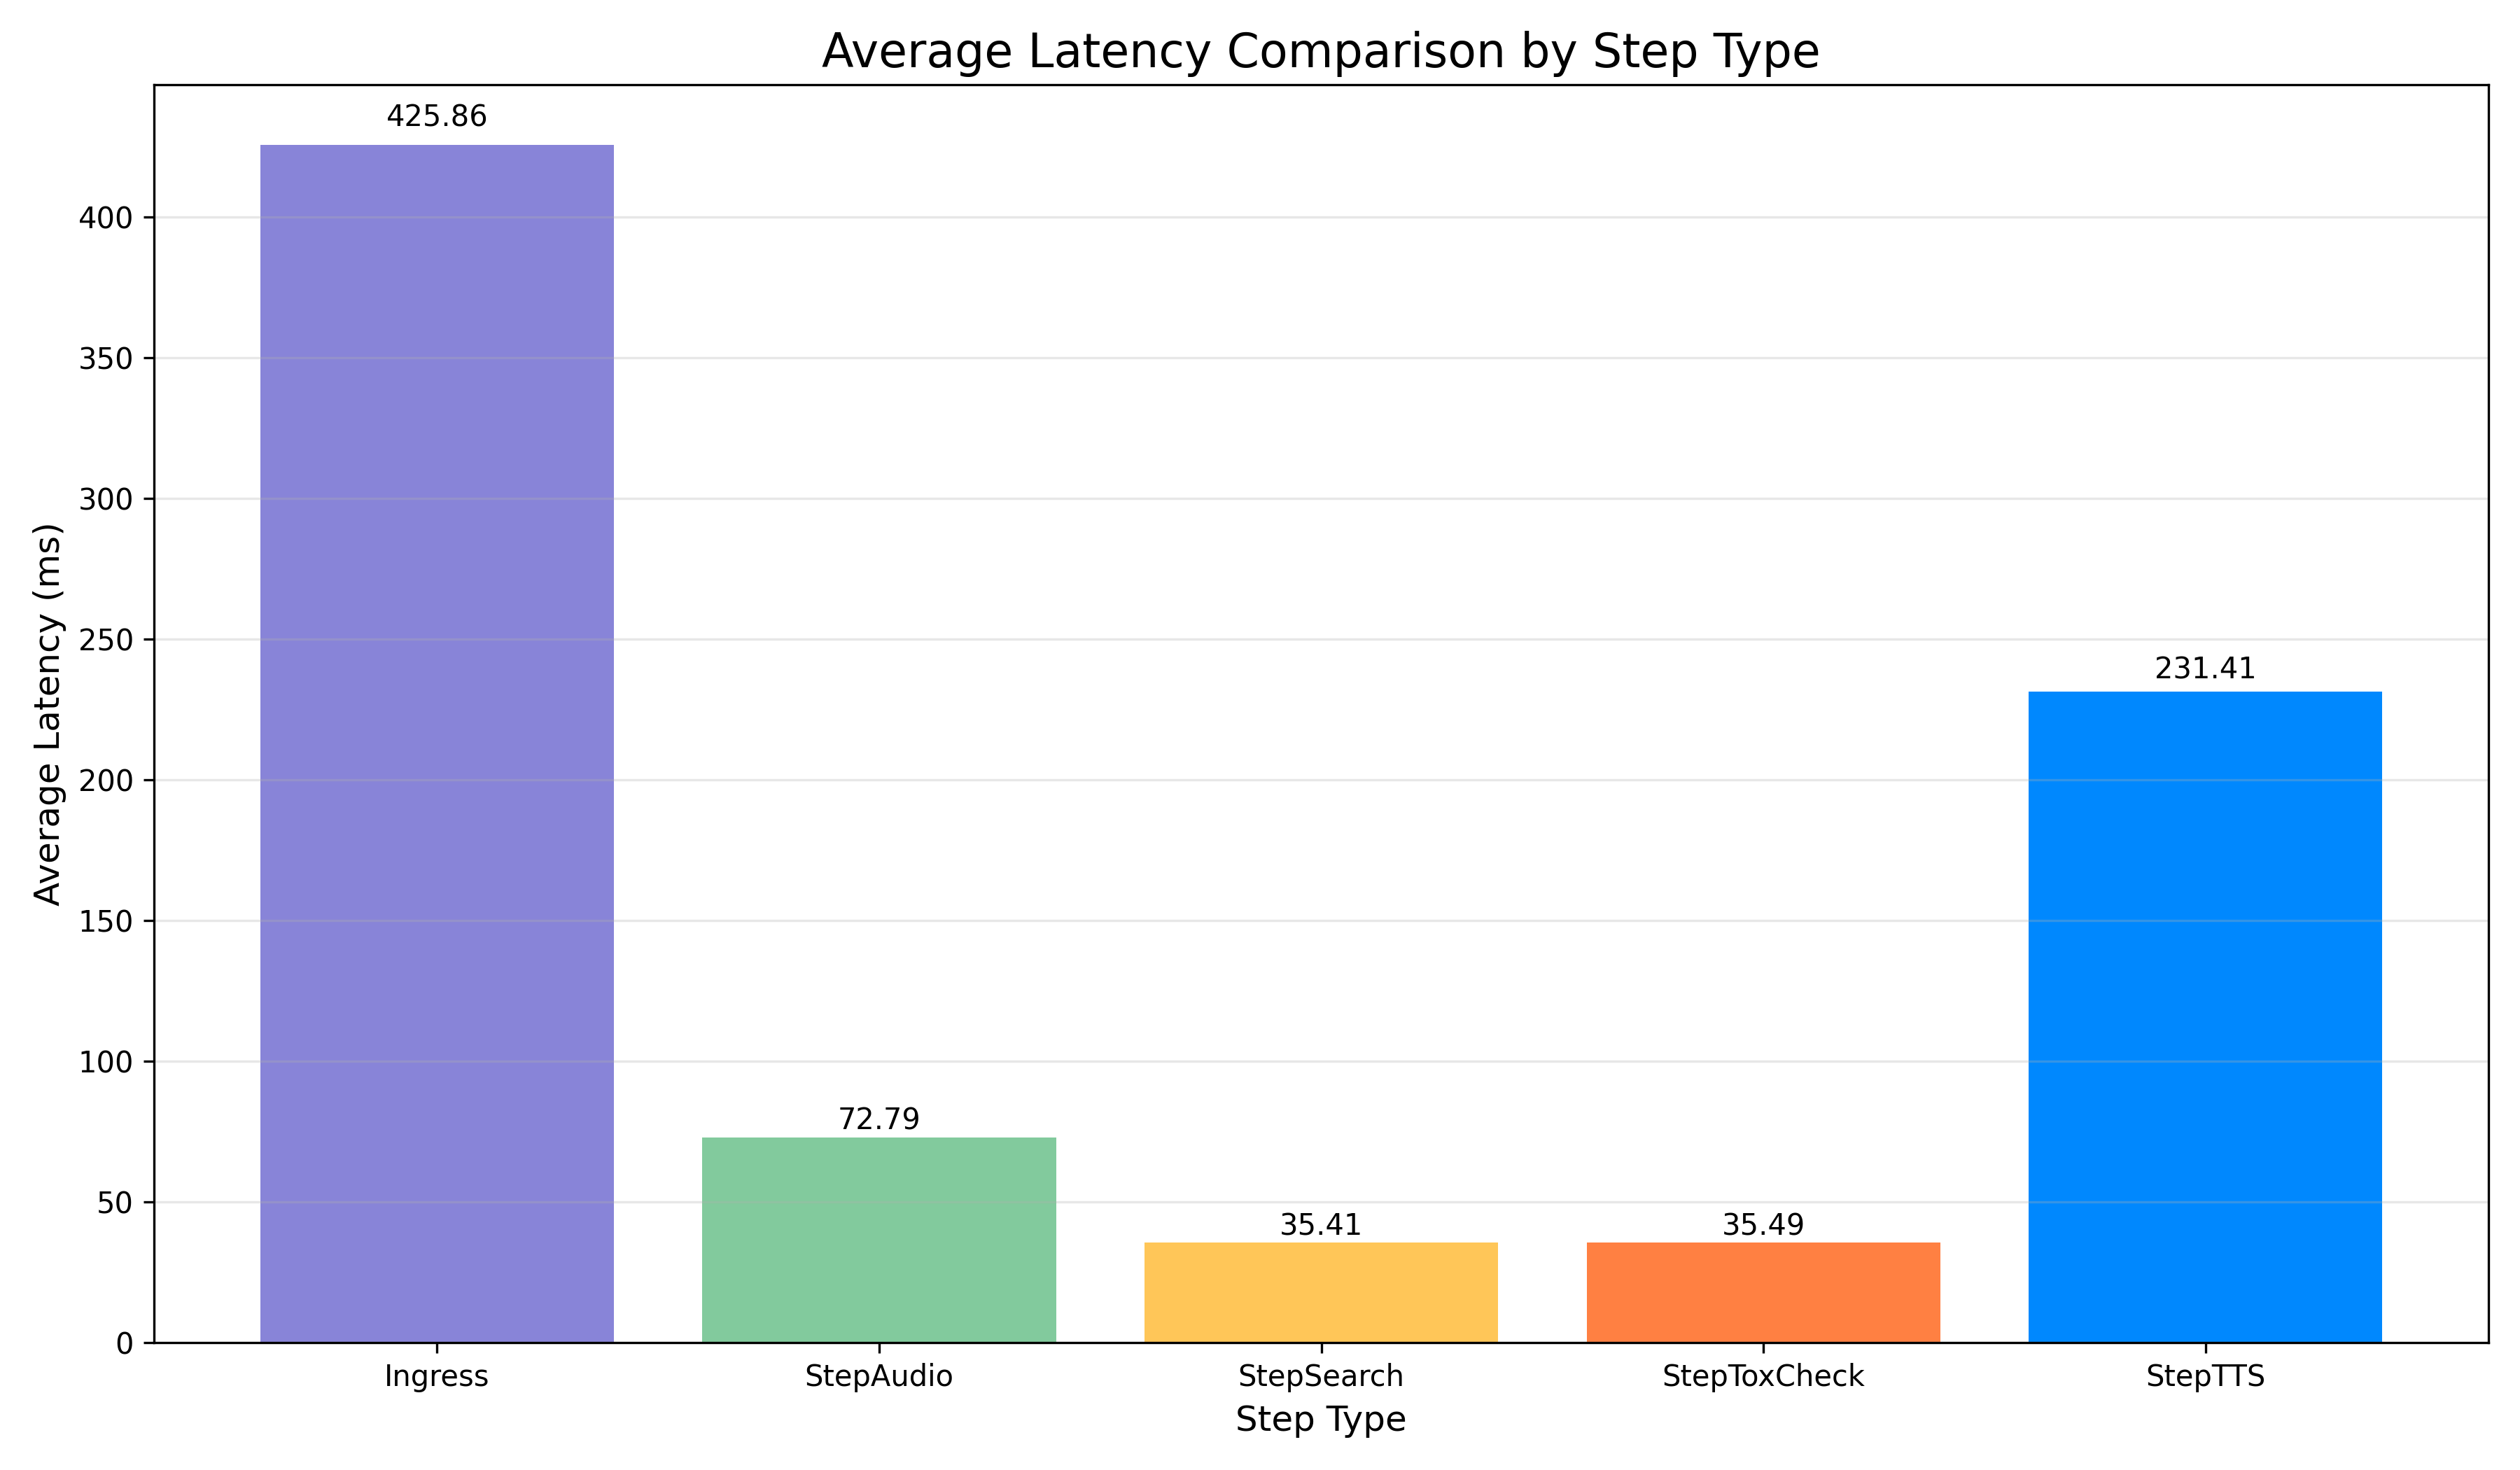 Average Latency Comparison by Step Type
Average Latency (ms)
400
350
300
250
200
150
100
50
0
425.86
72.79
35.41
35.49
231.41
Ingress
StepAudio
StepSearch
StepToxCheck
StepTTS
Step Type